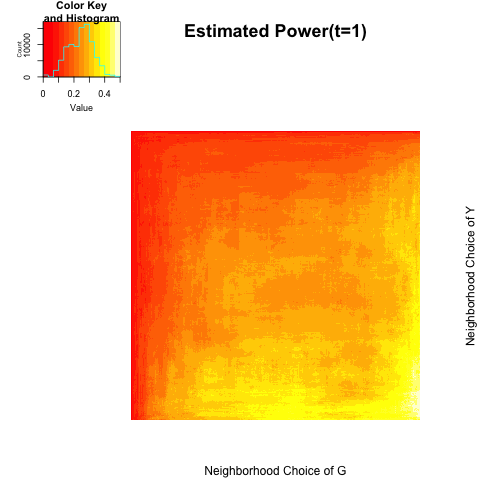 Color Key
and Histogram
Estimated Power(t=1)
Count
0 10000
0 0.2 0.4
Value
Neighborhood Choice of Y
Neighborhood Choice of G